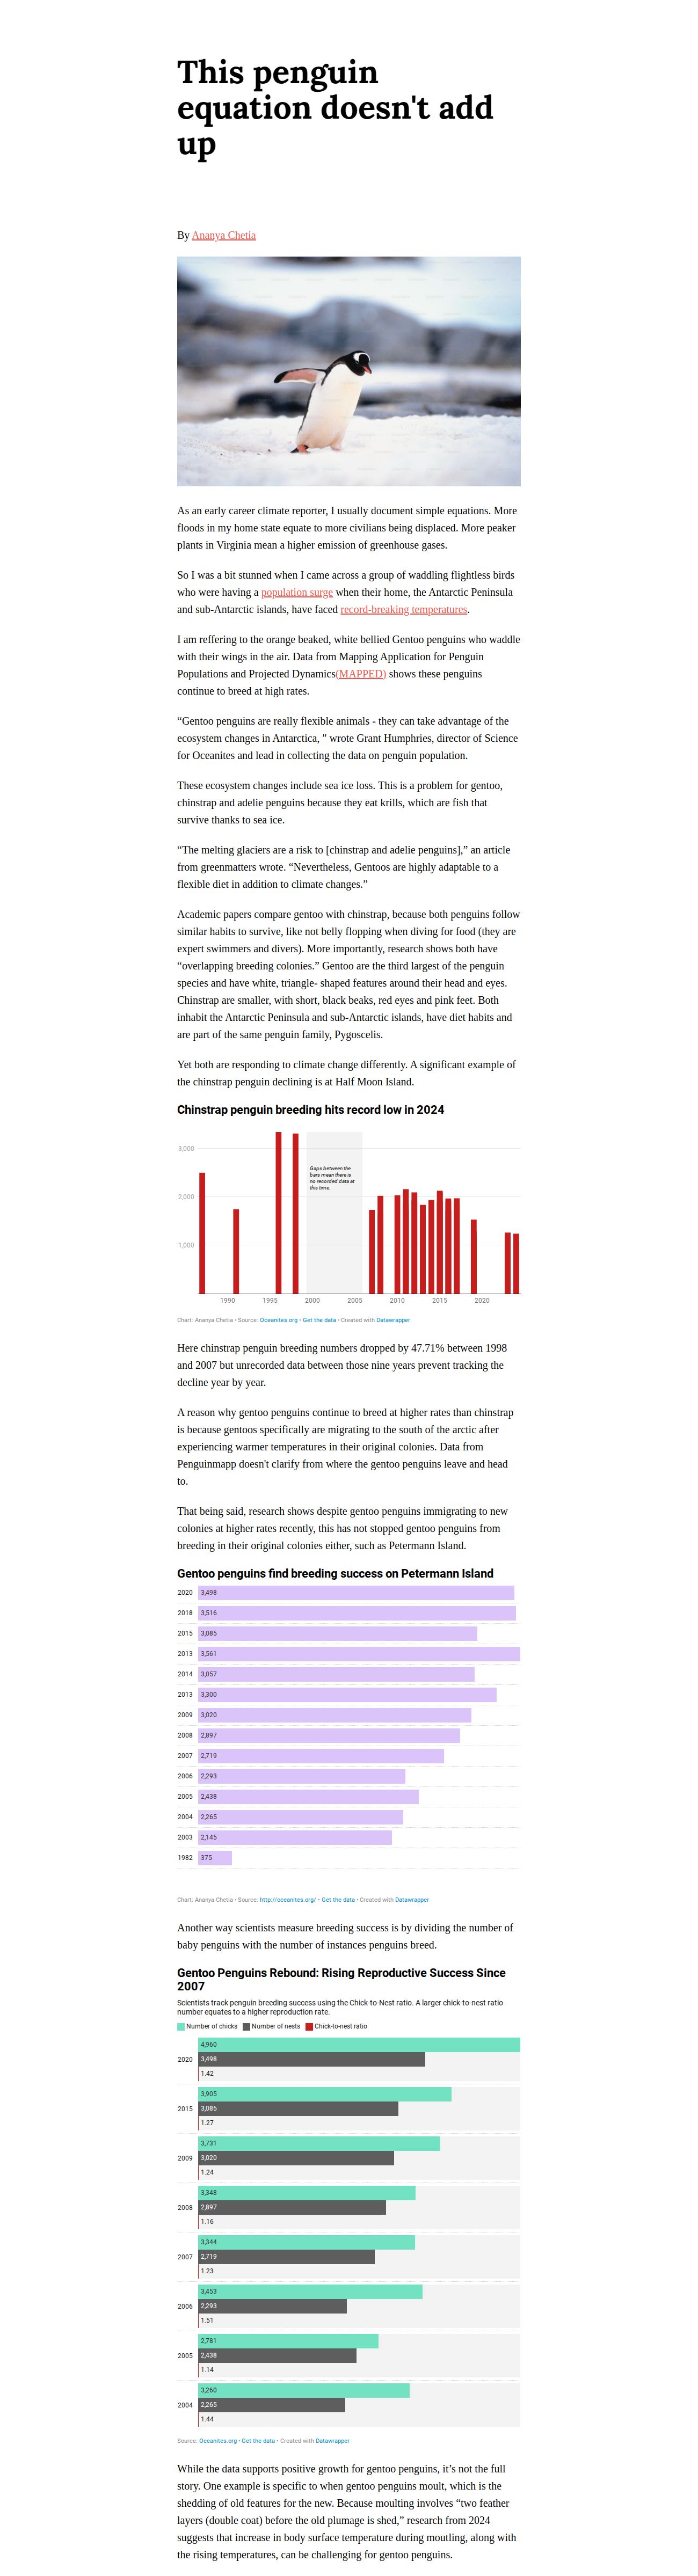 This penguin
equation doesn't add
up
By Ananya Chetia
As an early career climate reporter, I usually document simple equations. More
floods in my home state equate to more civilians being displaced. More peaker
plants in Virginia mean a higher emission of greenhouse gases.
So I was a bit stunned when I came across a group of waddling flightless birds
who were having a population surge when their home, the Antarctic Peninsula
and sub-Antarctic islands, have faced record-breaking temperatures.
I am reffering to the orange beaked, white bellied Gentoo penguins who waddle
with their wings in the air. Data from Mapping Application for Penguin
Populations and Projected Dynamics(MAPPED) shows these penguins
continue to breed at high rates.
“Gentoo penguins are really flexible animals - they can take advantage of the
ecosystem changes in Antarctica, " wrote Grant Humphries, director of Science
for Oceanites and lead in collecting the data on penguin population.
These ecosystem changes include sea ice loss. This is a problem for gentoo,
chinstrap and adelie penguins because they eat krills, which are fish that
survive thanks to sea ice.
“The melting glaciers are a risk to [chinstrap and adelie penguins],” an article
from greenmatters wrote. “Nevertheless, Gentoos are highly adaptable to a
flexible diet in addition to climate changes.”
Academic papers compare gentoo with chinstrap, because both penguins follow
similar habits to survive, like not belly flopping when diving for food (they are
expert swimmers and divers). More importantly, research shows both have
“overlapping breeding colonies.” Gentoo are the third largest of the penguin
species and have white, triangle- shaped features around their head and eyes.
Chinstrap are smaller, with short, black beaks, red eyes and pink feet. Both
inhabit the Antarctic Peninsula and sub-Antarctic islands, have diet habits and
are part of the same penguin family, Pygoscelis.
Yet both are responding to climate change differently. A significant example of
the chinstrap penguin declining is at Half Moon Island.
Chinstrap penguin breeding hits record low in 2024
3,000
2,000
1,000
Gaps between the
bars mean there is
no recorded data at
this time.
1990 1995 2000 2005 2010 2015 2020
Chart: Ananya Chetia • Source: Oceanites.org • Get the data • Created with Datawrapper
Here chinstrap penguin breeding numbers dropped by 47.71% between 1998
and 2007 but unrecorded data between those nine years prevent tracking the
decline year by year.
A reason why gentoo penguins continue to breed at higher rates than chinstrap
is because gentoos specifically are migrating to the south of the arctic after
experiencing warmer temperatures in their original colonies. Data from
Penguinmapp doesn't clarify from where the gentoo penguins leave and head
to.
That being said, research shows despite gentoo penguins immigrating to new
colonies at higher rates recently, this has not stopped gentoo penguins from
breeding in their original colonies either, such as Petermann Island.
Gentoo penguins find breeding success on Petermann Island
2020 3,498
2018 3,516
2015 3,085
2013 3,561
2014 3,057
2013 3,300
2009 3,020
2008 2,897
2007 2,719
2006 2,293
2005 2,438
2004 2,265
2003 2,145
1982 375
Chart: Ananya Chetia • Source: http://oceanites.org/ • Get the data • Created with Datawrapper
Another way scientists measure breeding success is by dividing the number of
baby penguins with the number of instances penguins breed.
Gentoo Penguins Rebound: Rising Reproductive Success Since
2007
Scientists track penguin breeding success using the Chick-to-Nest ratio. A larger chick-to-nest ratio
number equates to a higher reproduction rate.
Number of chicks Number of nests Chick-to-nest ratio
4,960
2020 3,498
1.42
3,905
2015 3,085
1.27
3,731
2009 3,020
1.24
3,348
2008 2,897
1.16
3,344
2007 2,719
1.23
3,453
2006 2,293
1.51
2,781
2005 2,438
1.14
3,260
2004 2,265
1.44
Source: Oceanites.org • Get the data • Created with Datawrapper
While the data supports positive growth for gentoo penguins, it’s not the full
story. One example is specific to when gentoo penguins moult, which is the
shedding of old features for the new. Because moulting involves “two feather
layers (double coat) before the old plumage is shed,” research from 2024
suggests that increase in body surface temperature during moutling, along with
the rising temperatures, can be challenging for gentoo penguins.